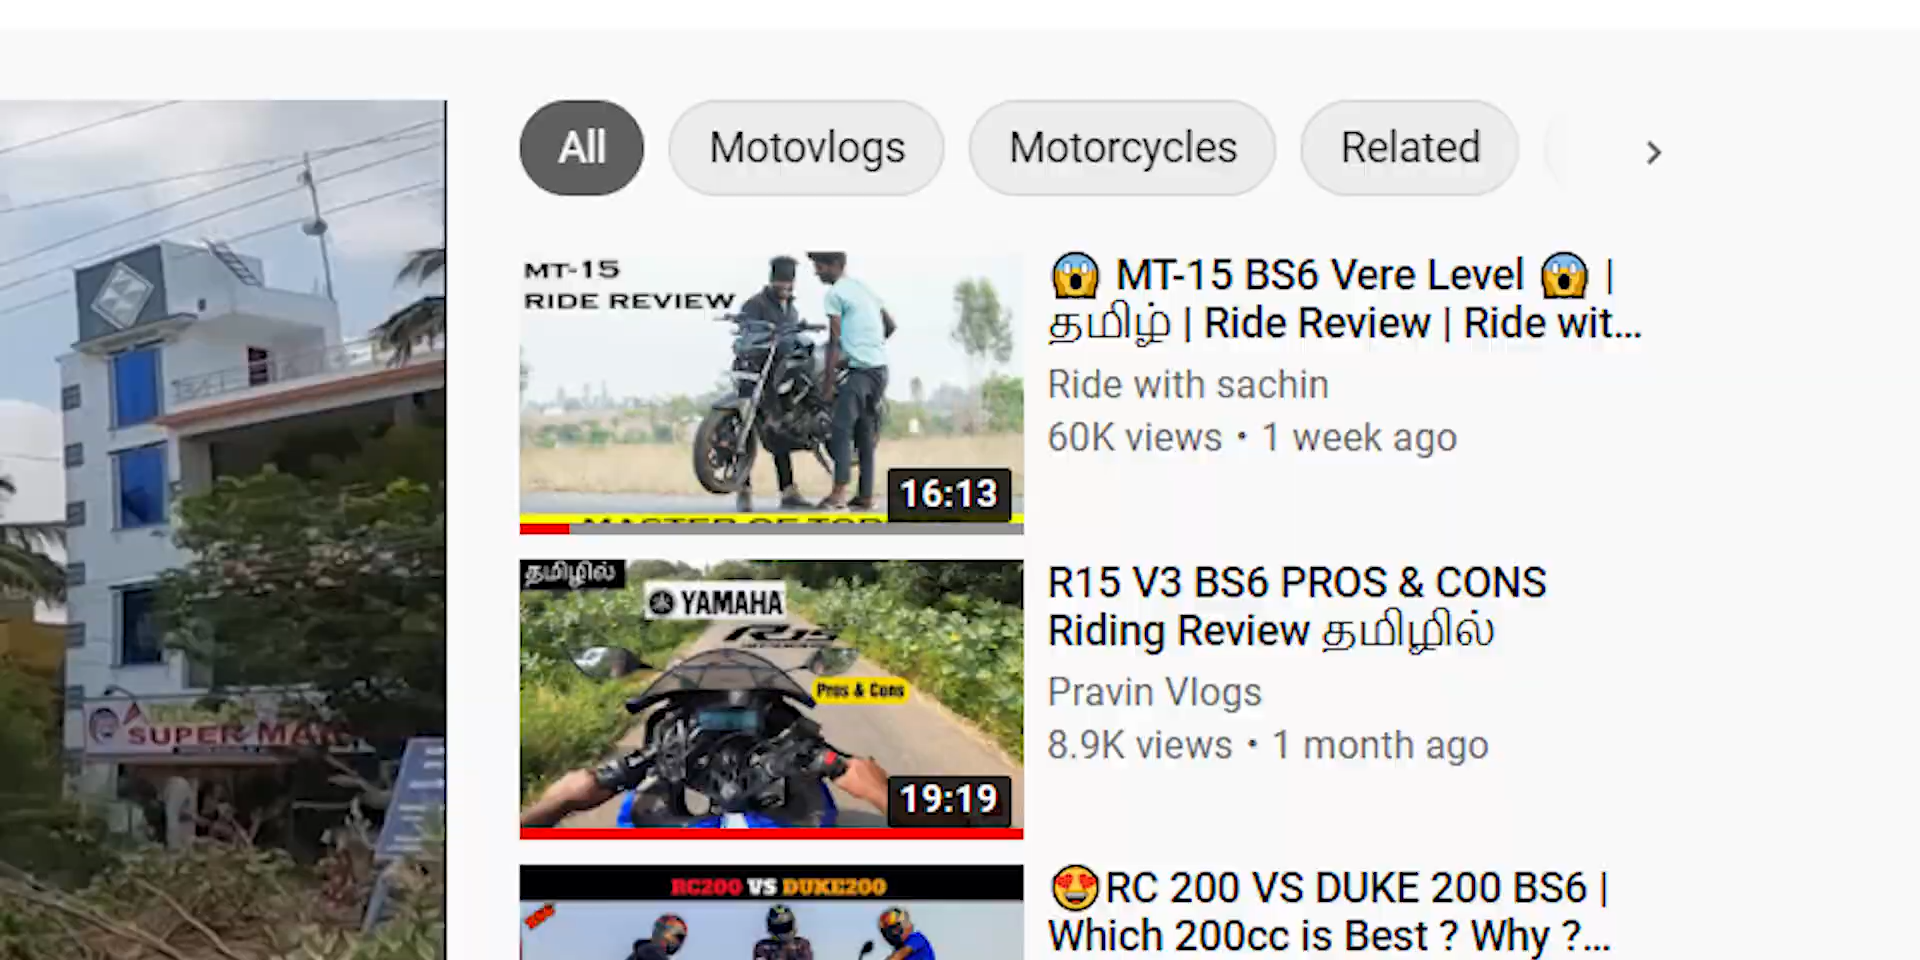 All
Motovlogs
Motorcycles
Related
MT-15
RIDE REVIEW
16:13
😱 MT-15 BS6 Vere Level 😱 |
தமிழ் | Ride Review | Ride wit...
Ride with sachin
60K views • 1 week ago
தமிழில்
YAMAHA
R15
Pros & Cons
19:19
R15 V3 BS6 PROS & CONS
Riding Review தமிழில்
Pravin Vlogs
8.9K views • 1 month ago
RC200 VS DUKE200
BS6
😍RC 200 VS DUKE 200 BS6 |
Which 200cc is Best ? Why ?...
SUPER